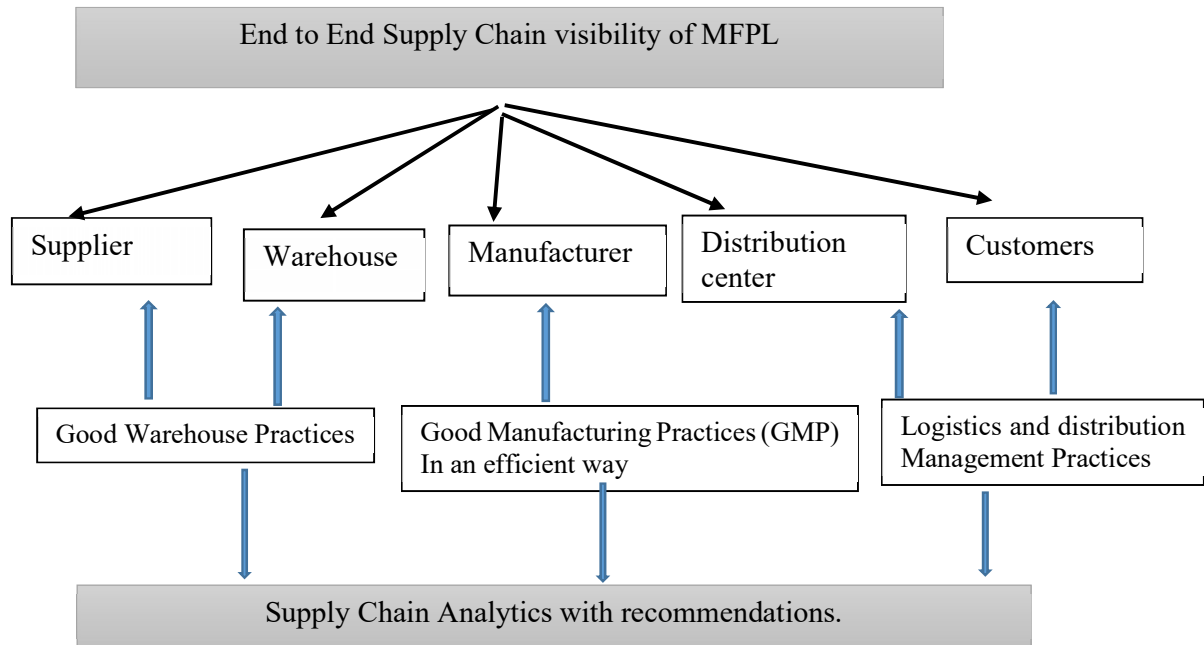 End to End Supply Chain visibility of MFPL
Supplier
Warehouse
Manufacturer
Distribution
center
Customers
Good Warehouse Practices
Good Manufacturing Practices (GMP)
In an efficient way
Logistics and distribution
Management Practices
Supply Chain Analytics with recommendations.